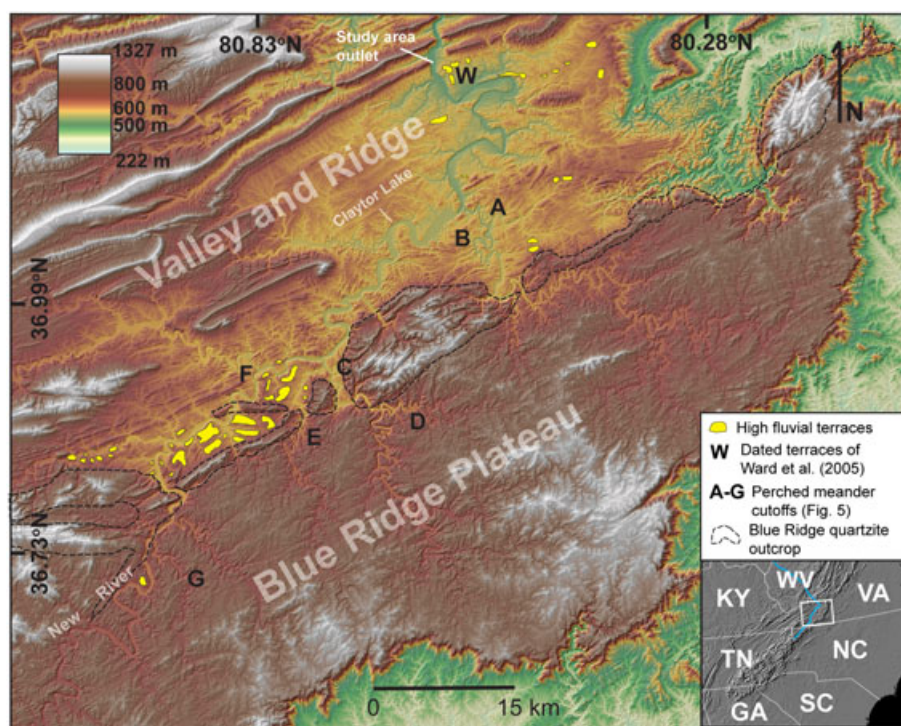 80.83°N
80.28°N
1327 m
800 m
600 m
500 m
222 m
Study area
outlet
W
N
Valley and Ridge
Claytor Lake
A
B
36.99°N
C
F
D
E
Blue Ridge Plateau
36.73°N
G
New River
0 15 km
High fluvial terraces
W Dated terraces of
Ward et al. (2005)
A-G Perched meander
cutoffs (Fig. 5)
Blue Ridge quartzite
outcrop
KY
WV
VA
TN
NC
GA
SC